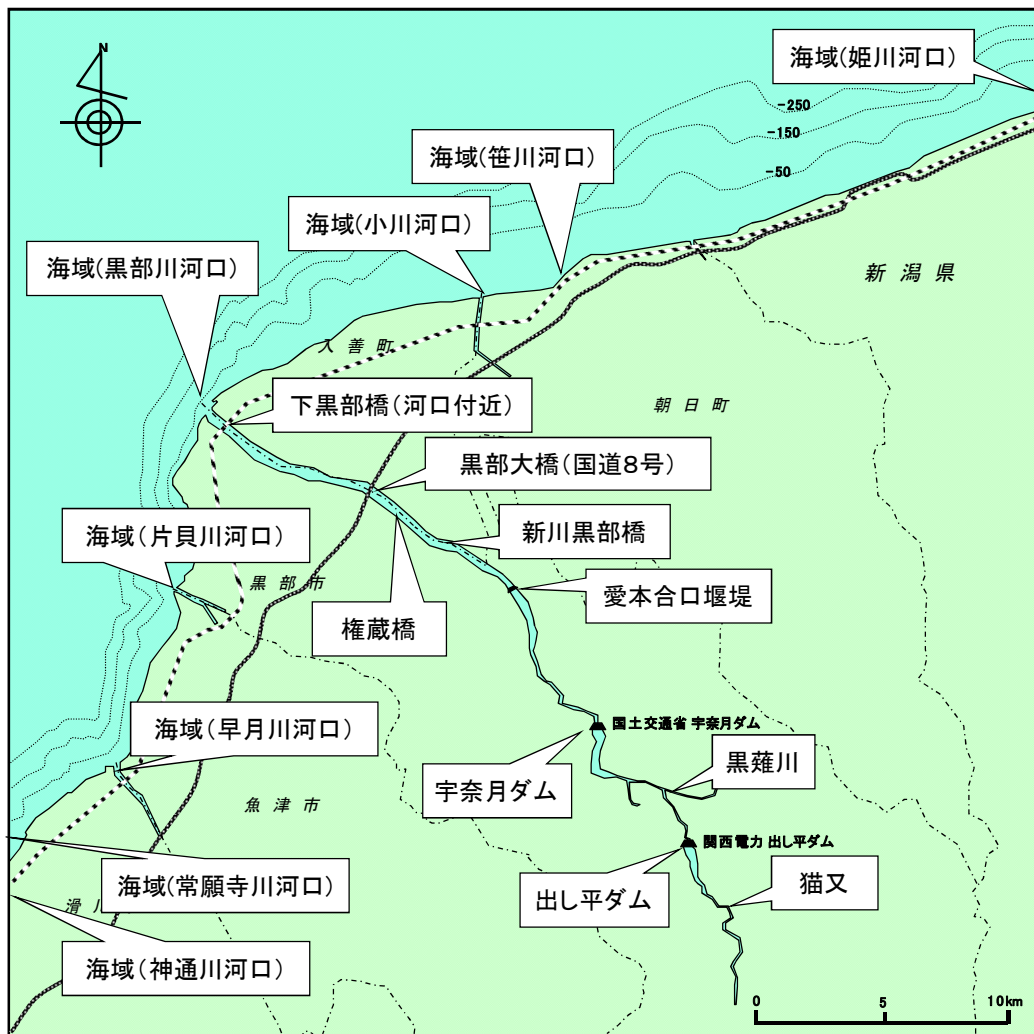 N
海域(姫川河口)
-250
-150
-50
海域(笹川河口)
海域(小川河口)
海域(黒部川河口)
新潟県
入善町
下黒部橋(河口付近)
朝日町
黒部大橋(国道8号)
海域(片貝川河口)
新川黒部橋
黒部市
愛本合口堰堤
権蔵橋
海域(早月川河口)
国土交通省 宇奈月ダム
黒薙川
宇奈月ダム
魚津市
関西電力 出し平ダム
海域(常願寺川河口)
出し平ダム
猫又
滑川
海域(神通川河口)
0 5 10km